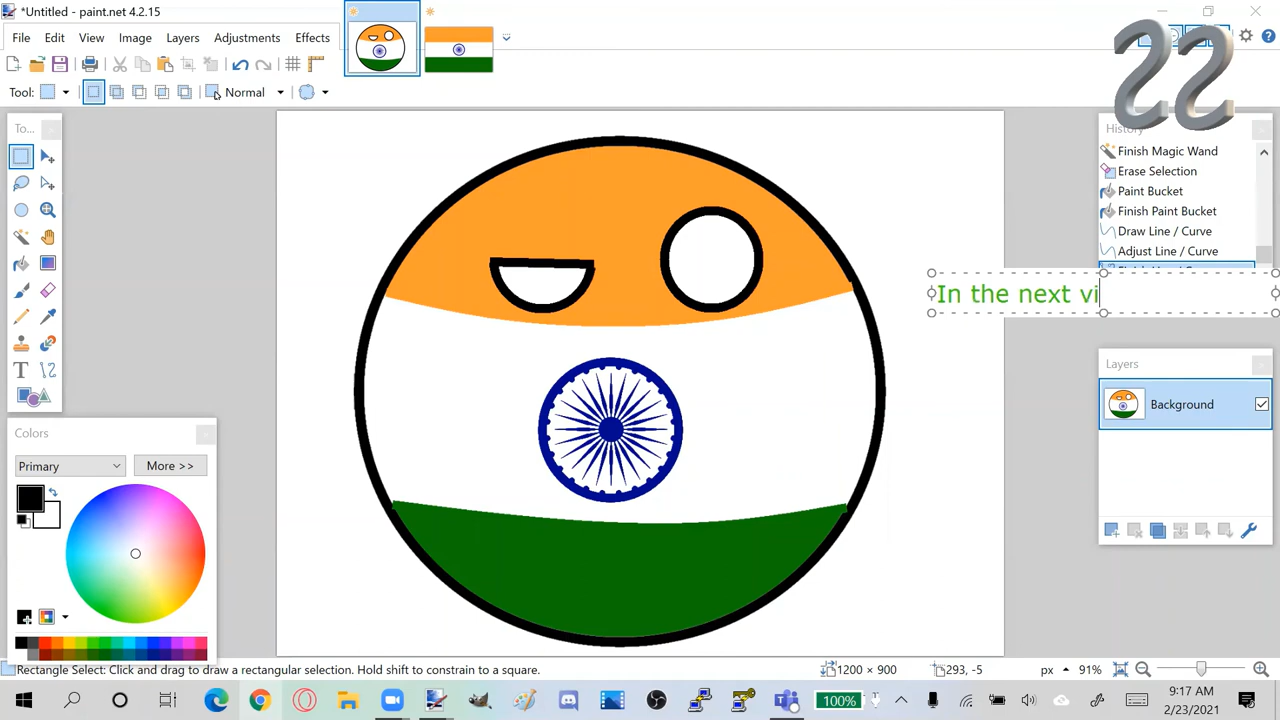 *Untitled - paint.net 4.2.15
File Edit View Image Layers Adjustments Effects
Tool: Normal
To...
History
Finish Magic Wand
Erase Selection
Paint Bucket
Finish Paint Bucket
Draw Line / Curve
Adjust Line / Curve
In the next vi
Layers
Background
Colors
Primary More >>
Rectangle Select: Click and drag to draw a rectangular selection. Hold shift to constrain to a square.
1200 × 900 293, -5 px 91%
100% 9:17 AM
2/23/2021